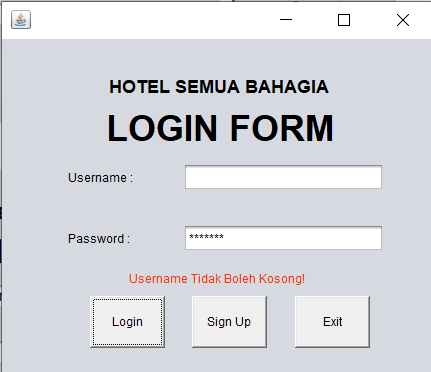 HOTEL SEMUA BAHAGIA
LOGIN FORM
Username :
Password : *******
Username Tidak Boleh Kosong!
Login Sign Up Exit